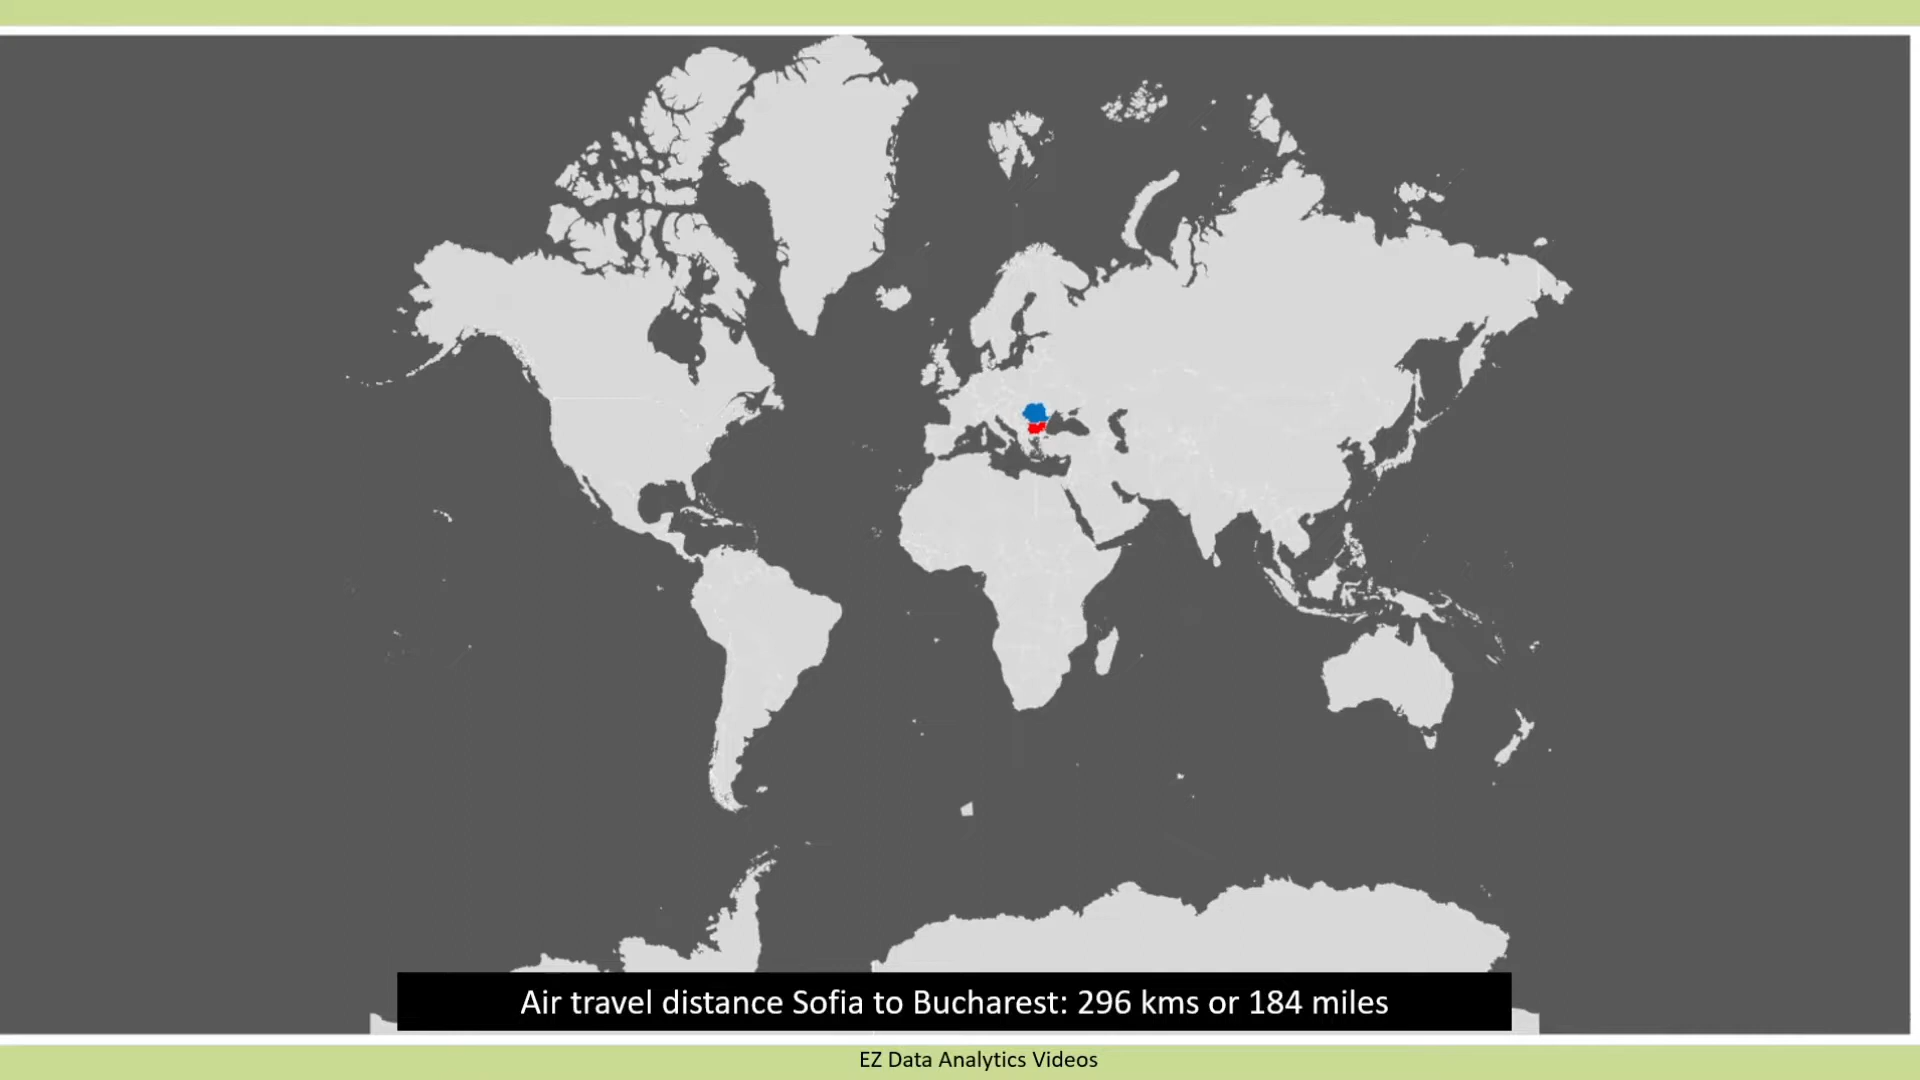 Air travel distance Sofia to Bucharest: 296 kms or 184 miles
EZ Data Analytics Videos